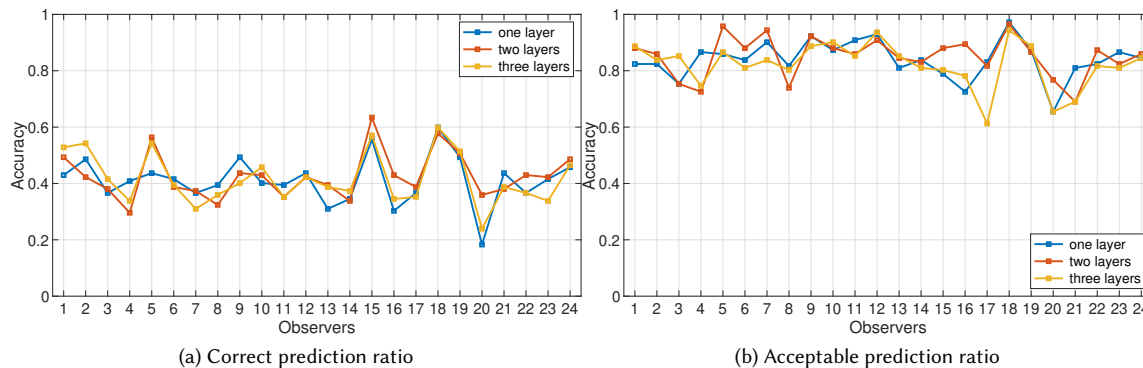 1
0.8
0.6
0.4
0.2
0
Accuracy
one layer
two layers
three layers
1 2 3 4 5 6 7 8 9 10 11 12 13 14 15 16 17 18 19 20 21 22 23 24
Observers
(a) Correct prediction ratio
1
0.8
0.6
0.4
0.2
0
Accuracy
one layer
two layers
three layers
1 2 3 4 5 6 7 8 9 10 11 12 13 14 15 16 17 18 19 20 21 22 23 24
Observers
(b) Acceptable prediction ratio